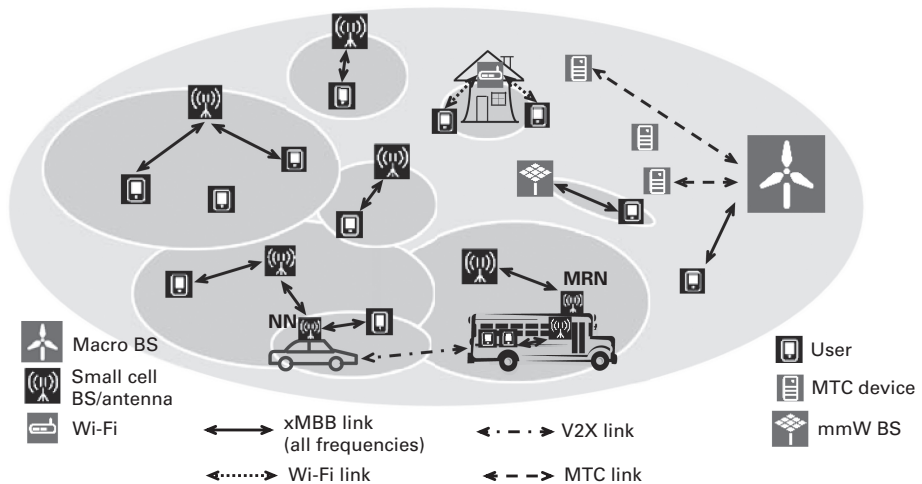 MRN
NN
Macro BS
Small cell
BS/antenna
Wi-Fi
xMBB link
(all frequencies)
Wi-Fi link
V2X link
MTC link
User
MTC device
mmW BS